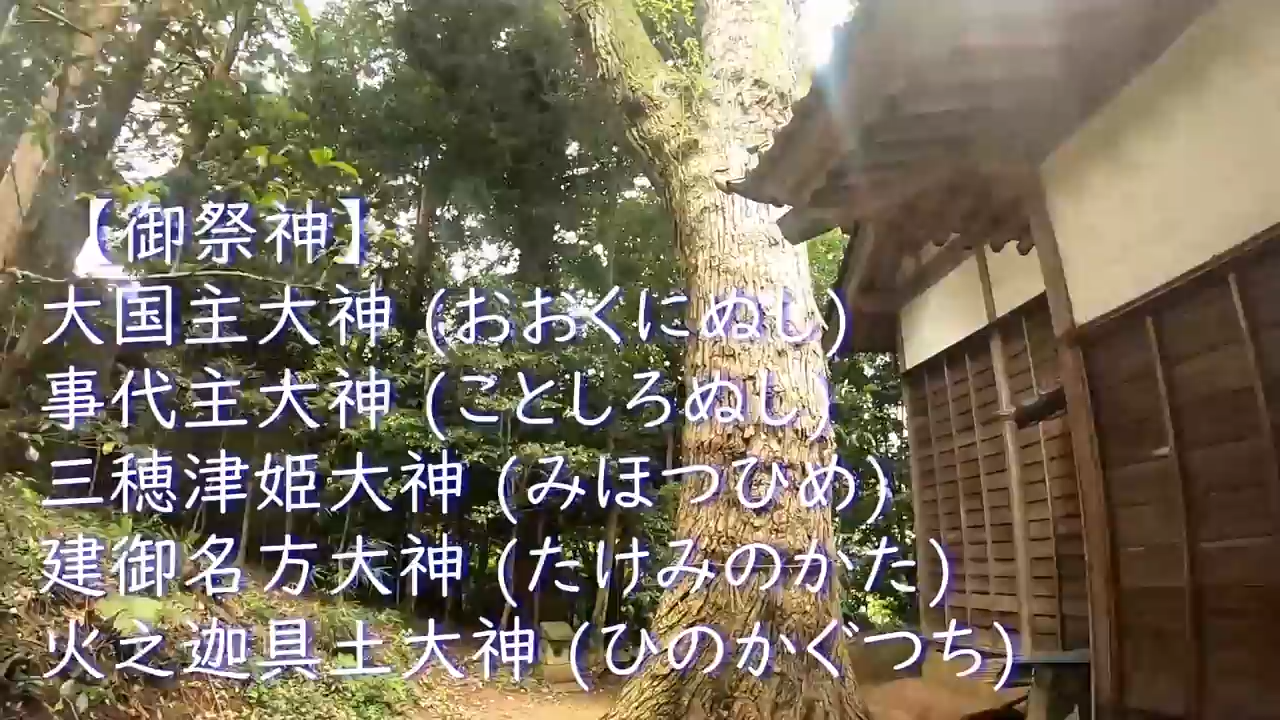 【御祭神】
大国主大神 (おおくにぬし)
事代主大神 (ことしろぬし)
三穂津姫大神 (みほつひめ)
建御名方大神 (たけみのかた)
火之迦具土大神 (ひのかぐつち)